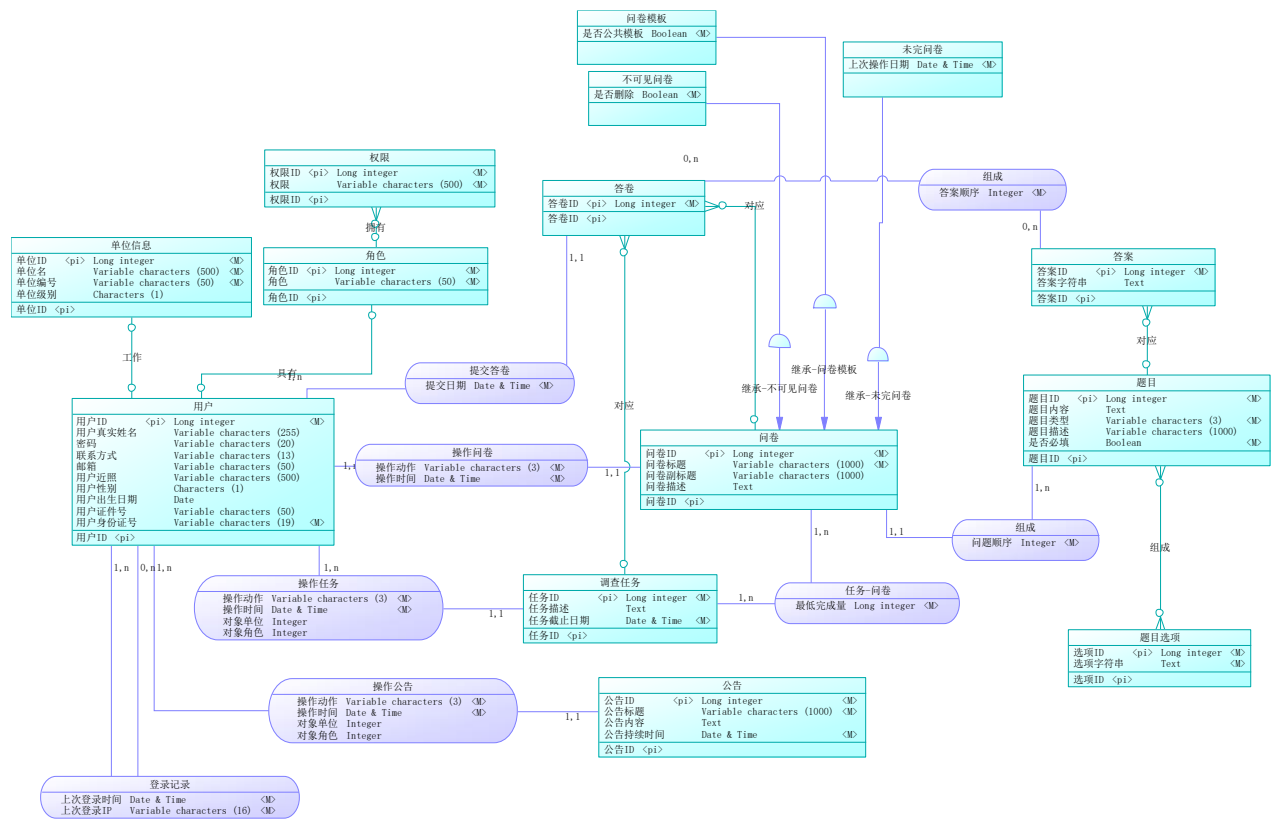 问卷模板
是否公共模板 Boolean <M>
未完问卷
上次操作日期 Date & Time <M>
不可见问卷
是否删除 Boolean <M>
权限
权限ID <pi> Long integer <M>
权限 Variable characters (500) <M>
权限ID <pi>
0,n
组成
答案顺序 Integer <M>
答卷
答卷ID <pi> Long integer <M>
答卷ID <pi>
对应
拥有
0,n
单位信息
单位ID <pi> Long integer <M>
单位名 Variable characters (500) <M>
单位编号 Variable characters (50) <M>
单位级别 Characters (1)
单位ID <pi>
角色
角色ID <pi> Long integer <M>
角色 Variable characters (50) <M>
角色ID <pi>
1,1
答案
答案ID <pi> Long integer <M>
答案字符串 Text
答案ID <pi>
工作
对应
具有
1,n
提交答卷
提交日期 Date & Time <M>
继承-问卷模板
继承-不可见问卷
继承-未完问卷
对应
题目
题目ID <pi> Long integer <M>
题目内容 Text
题目类型 Variable characters (3) <M>
题目描述 Variable characters (1000)
是否必填 Boolean <M>
题目ID <pi>
用户
用户ID <pi> Long integer <M>
用户真实姓名 Variable characters (255)
密码 Variable characters (20)
联系方式 Variable characters (13)
邮箱 Variable characters (50)
用户近照 Variable characters (500)
用户性别 Characters (1)
用户出生日期 Date
用户证件号 Variable characters (50)
用户身份证号 Variable characters (19) <M>
用户ID <pi>
1,n
操作问卷
操作动作 Variable characters (3) <M>
操作时间 Date & Time <M>
1,1
问卷
问卷ID <pi> Long integer <M>
问卷标题 Variable characters (1000) <M>
问卷副标题 Variable characters (1000)
问卷描述 Text
问卷ID <pi>
1,n
1,n
1,1
组成
问题顺序 Integer <M>
组成
1,n
0,n
1,n
1,n
操作任务
操作动作 Variable characters (3) <M>
操作时间 Date & Time <M>
对象单位 Integer
对象角色 Integer
1,1
调查任务
任务ID <pi> Long integer <M>
任务描述 Text
任务截止日期 Date & Time <M>
任务ID <pi>
1,n
任务-问卷
最低完成量 Long integer <M>
题目选项
选项ID <pi> Long integer <M>
选项字符串 Text <M>
选项ID <pi>
操作公告
操作动作 Variable characters (3) <M>
操作时间 Date & Time <M>
对象单位 Integer
对象角色 Integer
1,1
公告
公告ID <pi> Long integer <M>
公告标题 Variable characters (1000) <M>
公告内容 Text
公告持续时间 Date & Time <M>
公告ID <pi>
登录记录
上次登录时间 Date & Time <M>
上次登录IP Variable characters (16) <M>